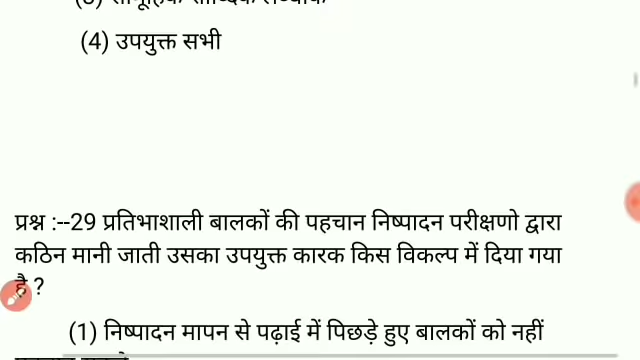 (4) उपयुक्त सभी
प्रश्न :--29 प्रतिभाशाली बालकों की पहचान निष्पादन परीक्षणो द्वारा
कठिन मानी जाती उसका उपयुक्त कारक किस विकल्प में दिया गया
है ?
(1) निष्पादन मापन से पढ़ाई में पिछड़े हुए बालकों को नहीं